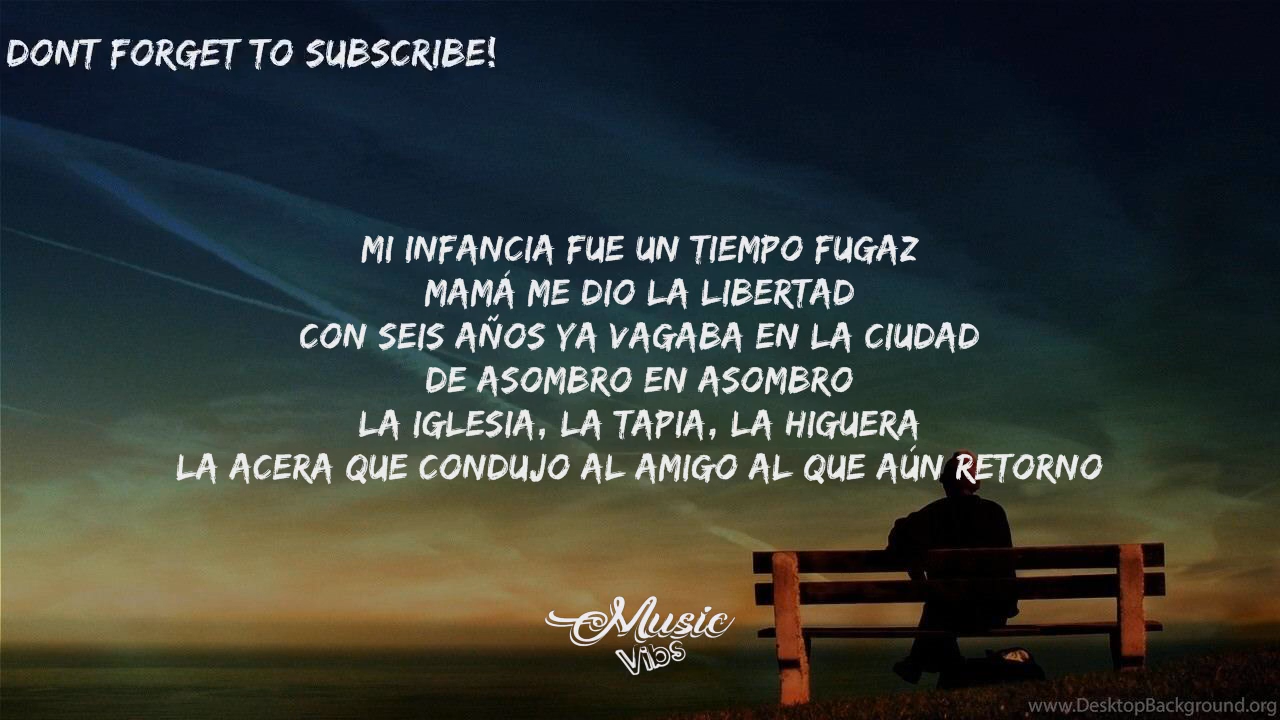 DONT FORGET TO SUBSCRIBE!
MI INFANCIA FUE UN TIEMPO FUGAZ
MAMÁ ME DIO LA LIBERTAD
CON SEIS AÑOS YA VAGABA EN LA CIUDAD
DE ASOMBRO EN ASOMBRO
LA IGLESIA, LA TAPIA, LA HIGUERA
LA ACERA QUE CONDUJO AL AMIGO AL QUE AÚN RETORNO
Music
Vibs
www.DesktopBackground.org